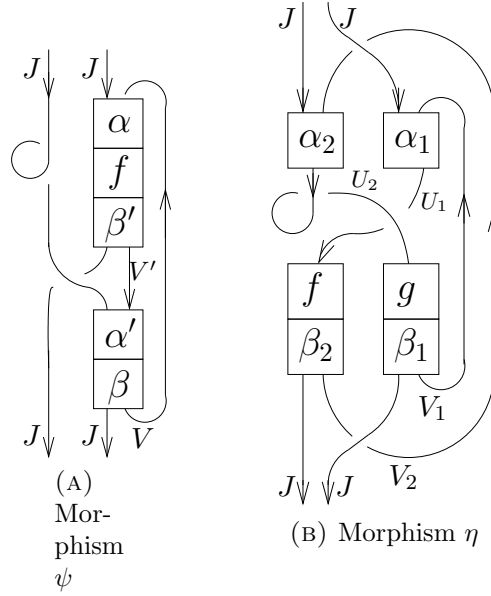 J J
α
f
β′
V′
α′
β
V
J J
(A)
Mor-
phism
ψ
J J
α₂ α₁
U₂
U₁
f g
β₂ β₁
V₁
V₂
J J
(B) Morphism η